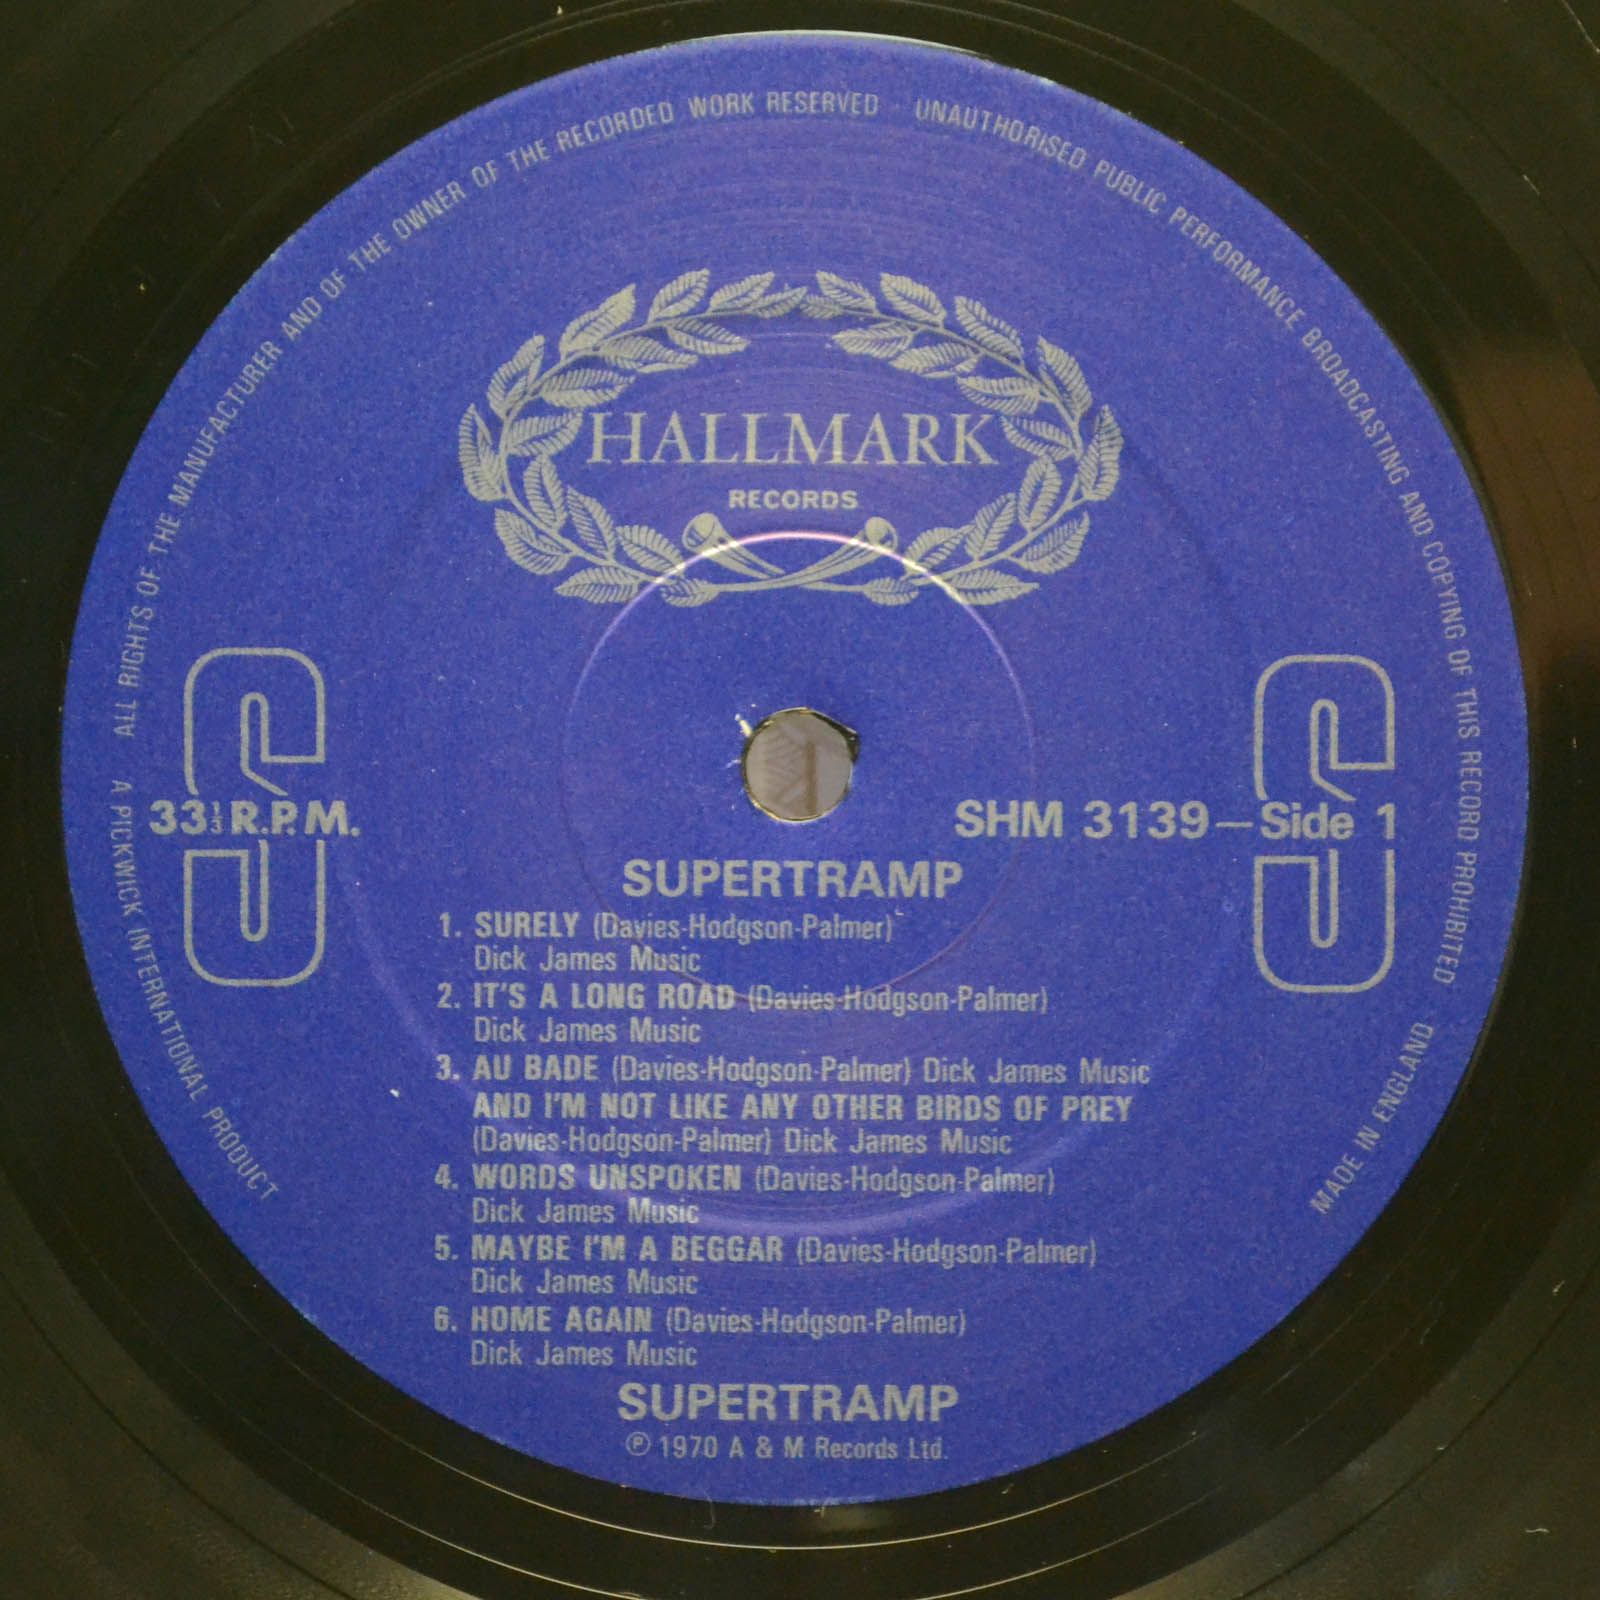 ALL RIGHTS OF THE MANUFACTURER AND OF THE OWNER OF THE RECORDED WORK RESERVED · UNAUTHORISED PUBLIC PERFORMANCE BROADCASTING AND COPYING OF THIS RECORD PROHIBITED · MADE IN ENGLAND
A PICKWICK INTERNATIONAL PRODUCT
HALLMARK
RECORDS
S
33⅓ R.P.M.
S
SHM 3139—Side 1
SUPERTRAMP
1. SURELY (Davies-Hodgson-Palmer)
Dick James Music
2. IT'S A LONG ROAD (Davies-Hodgson-Palmer)
Dick James Music
3. AU BADE (Davies-Hodgson-Palmer) Dick James Music
AND I'M NOT LIKE ANY OTHER BIRDS OF PREY
(Davies-Hodgson-Palmer) Dick James Music
4. WORDS UNSPOKEN (Davies-Hodgson-Palmer)
Dick James Music
5. MAYBE I'M A BEGGAR (Davies-Hodgson-Palmer)
Dick James Music
6. HOME AGAIN (Davies-Hodgson-Palmer)
Dick James Music
SUPERTRAMP
℗ 1970 A & M Records Ltd.